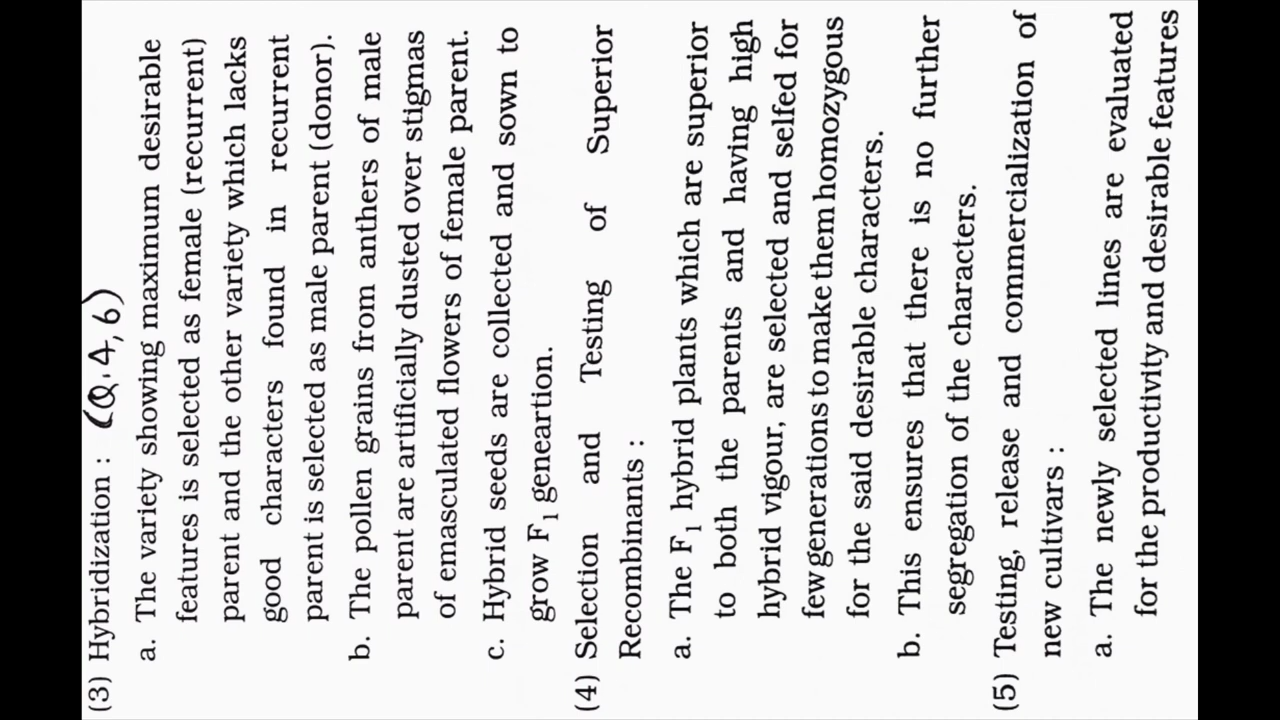 (3) Hybridization : (Q.4,6)
a. The variety showing maximum desirable
features is selected as female (recurrent)
parent and the other variety which lacks
good characters found in recurrent
parent is selected as male parent (donor).
b. The pollen grains from anthers of male
parent are artificially dusted over stigmas
of emasculated flowers of female parent.
c. Hybrid seeds are collected and sown to
grow F₁ geneartion.
(4) Selection and Testing of Superior
Recombinants :
a. The F₁ hybrid plants which are superior
to both the parents and having high
hybrid vigour, are selected and selfed for
few generations to make them homozygous
for the said desirable characters.
b. This ensures that there is no further
segregation of the characters.
(5) Testing, release and commercialization of
new cultivars :
a. The newly selected lines are evaluated
for the productivity and desirable features